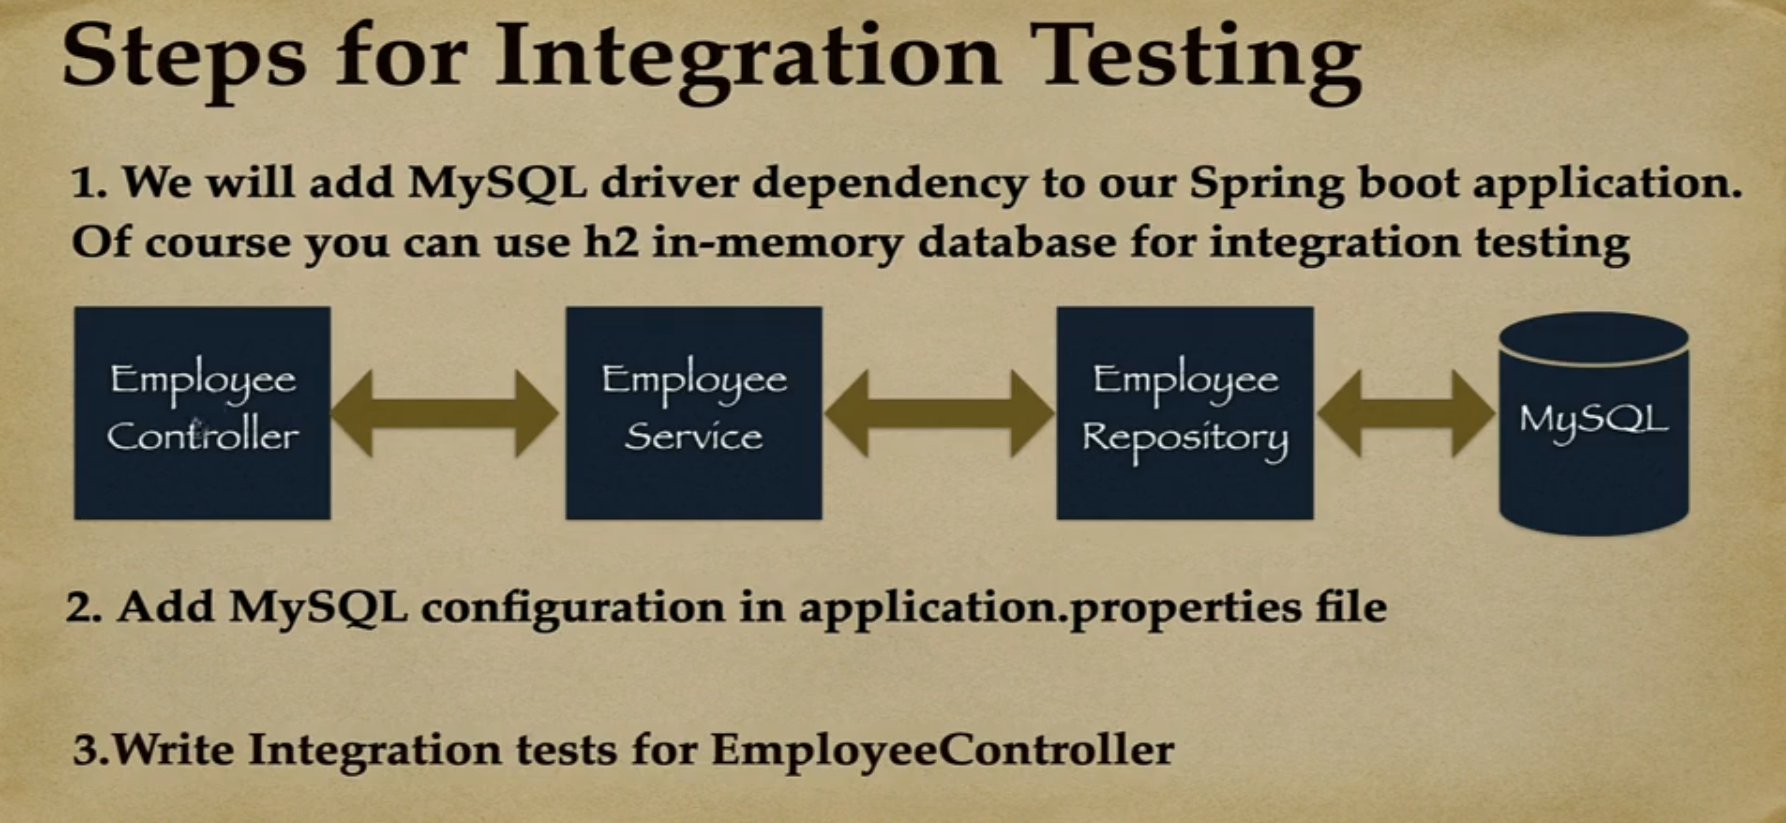 Steps for Integration Testing
1. We will add MySQL driver dependency to our Spring boot application.
Of course you can use h2 in-memory database for integration testing
Employee
Controller
Employee
Service
Employee
Repository
MySQL
2. Add MySQL configuration in application.properties file
3.Write Integration tests for EmployeeController